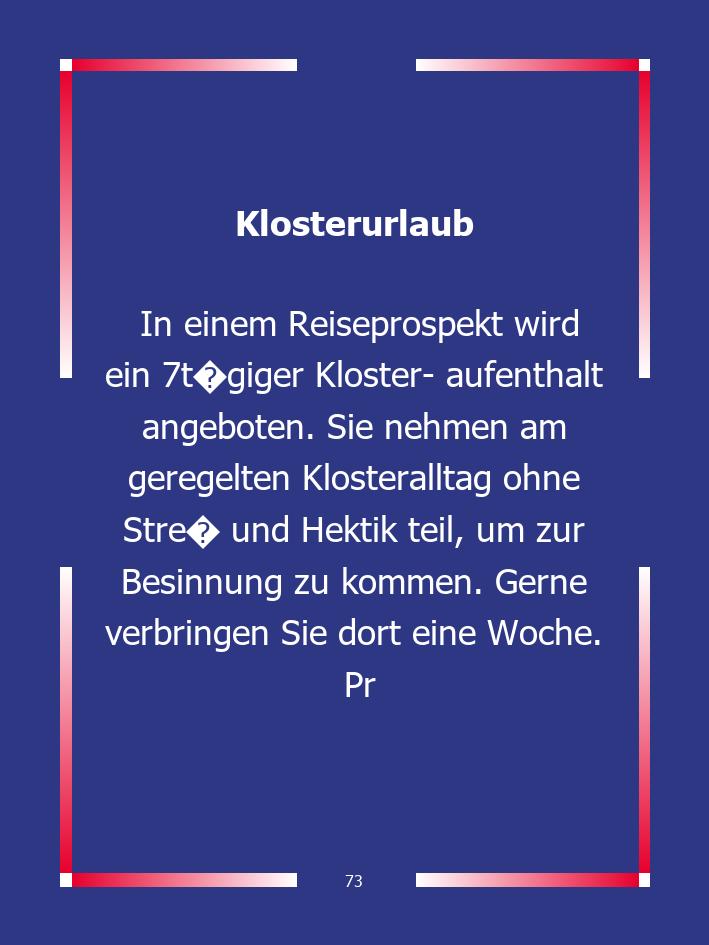 Klosterurlaub
In einem Reiseprospekt wird
ein 7t�giger Kloster- aufenthalt
angeboten. Sie nehmen am
geregelten Klosteralltag ohne
Stre� und Hektik teil, um zur
Besinnung zu kommen. Gerne
verbringen Sie dort eine Woche.
Pr
73